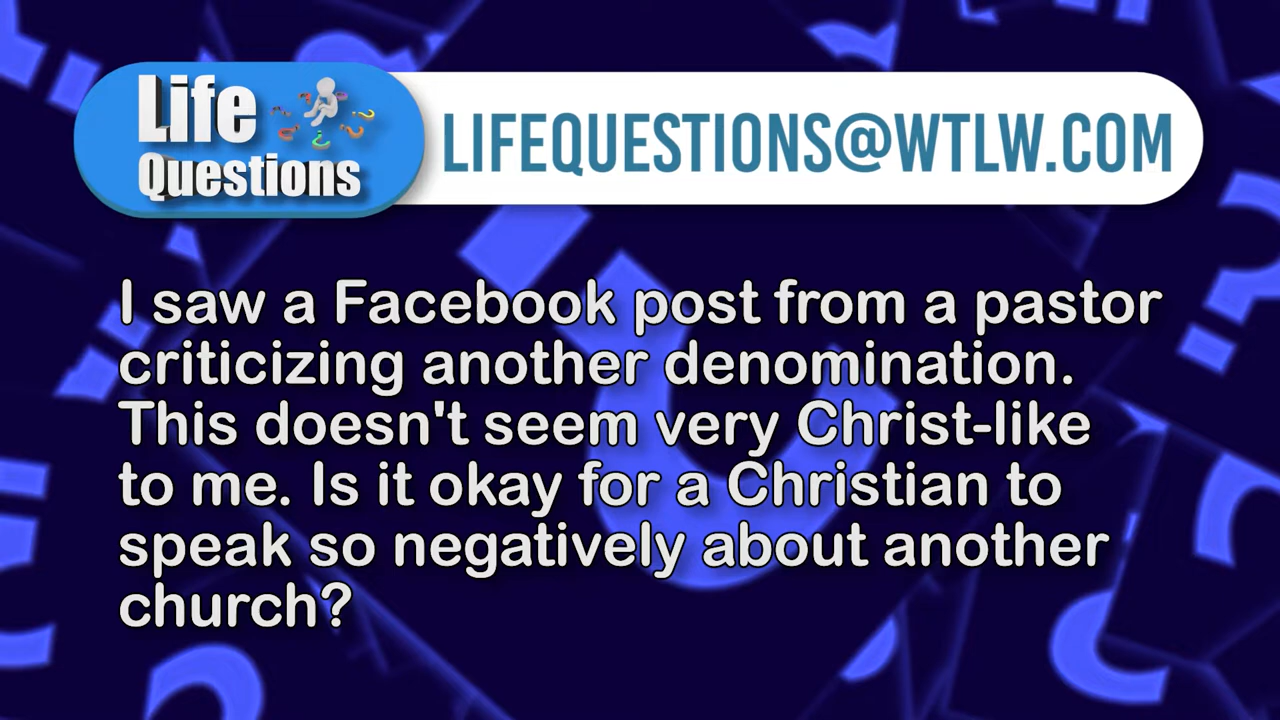 Life
Questions
LIFEQUESTIONS@WTLW.COM
I saw a Facebook post from a pastor
criticizing another denomination.
This doesn't seem very Christ-like
to me. Is it okay for a Christian to
speak so negatively about another
church?